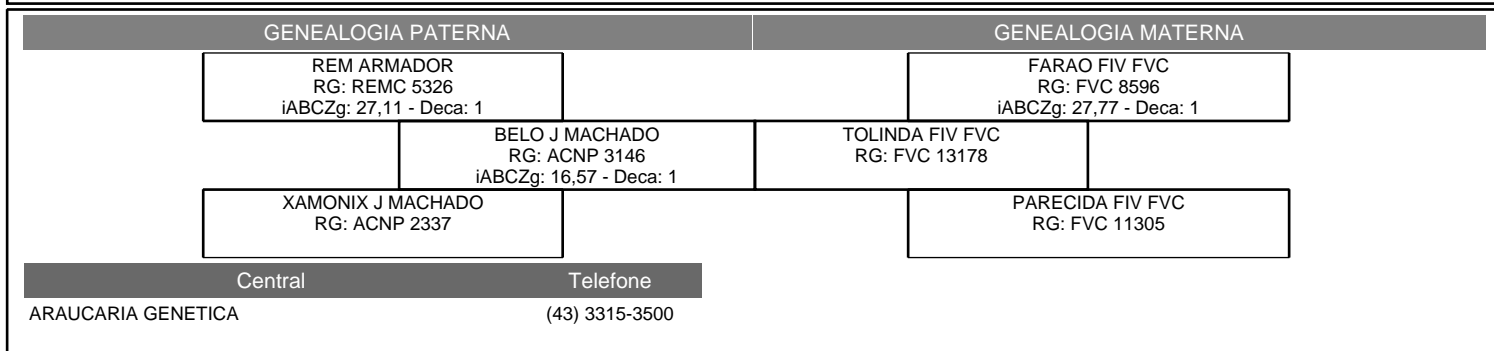 GENEALOGIA PATERNA
GENEALOGIA MATERNA
REM ARMADOR
RG: REMC 5326
iABCZg: 27,11 - Deca: 1
FARAO FIV FVC
RG: FVC 8596
iABCZg: 27,77 - Deca: 1
BELO J MACHADO
RG: ACNP 3146
iABCZg: 16,57 - Deca: 1
TOLINDA FIV FVC
RG: FVC 13178
XAMONIX J MACHADO
RG: ACNP 2337
PARECIDA FIV FVC
RG: FVC 11305
Central Telefone
ARAUCARIA GENETICA (43) 3315-3500